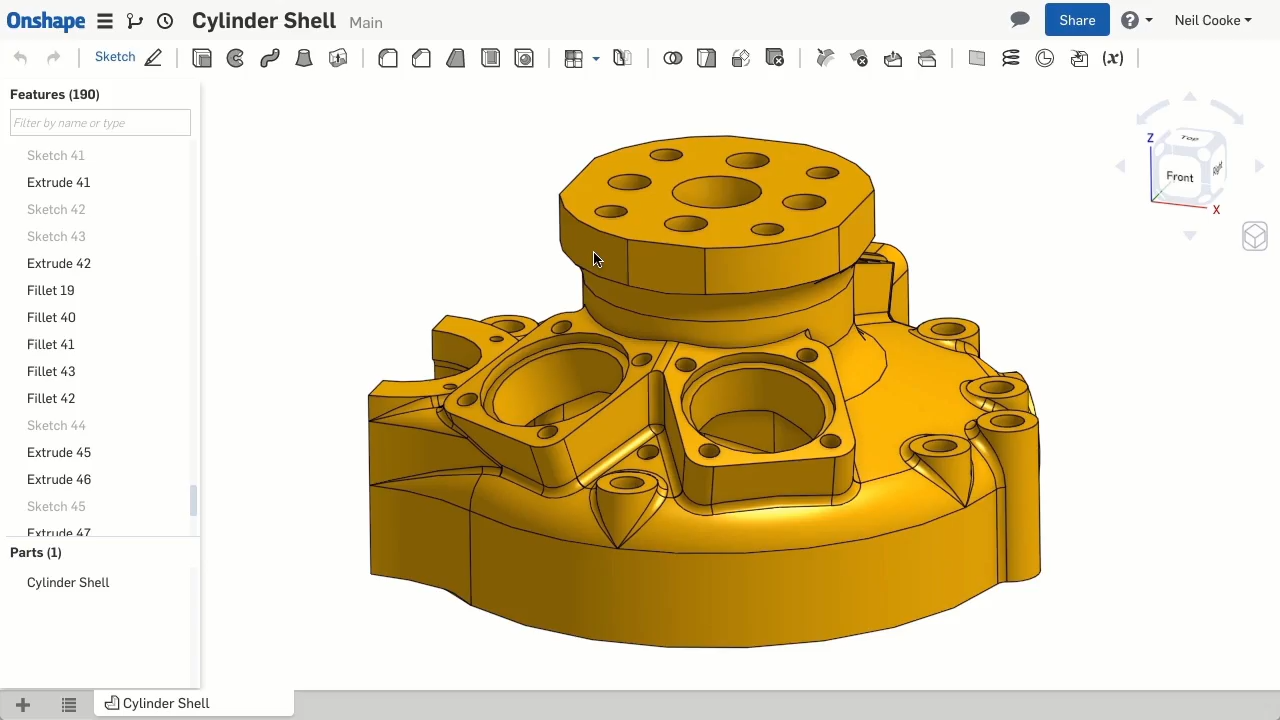 Onshape Cylinder Shell Main Share Neil Cooke
Sketch (x)
Features (190)
Filter by name or type
Sketch 41
Extrude 41
Sketch 42
Sketch 43
Extrude 42
Fillet 19
Fillet 40
Fillet 41
Fillet 43
Fillet 42
Sketch 44
Extrude 45
Extrude 46
Sketch 45
Extrude 47
Parts (1)
Cylinder Shell
Z
Top
Front
Right
X
Cylinder Shell